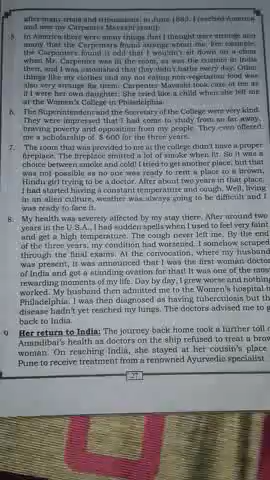 after many trials and tribulations, in June 1883, I reached America
and met my Carpenter Mavashi (aunt).
5. In America there were many things that I thought were strange and
many that the Carpenters found strange about me. For example,
the Carpenters found it odd that I wouldn't sit down on a chair
when Mr. Carpenter was in the room, as was the custom in India
then, and I was astonished that they didn't bathe every day. Other
things like my clothes and my not eating non-vegetarian food was
also very strange for them. Carpenter Mavashi took care of me as
if I were her own daughter. She cried like a child when she left me
at the Women's College in Philadelphia.
6. The Superintendent and the Secretary of the College were very kind.
They were impressed that I had come to study from so far away,
braving poverty and opposition from my people. They even offered
me a scholarship of $ 600 for the three years.
7. The room that was provided to me at the college didn't have a proper
fireplace. The fireplace emitted a lot of smoke when lit. So it was a
choice between smoke and cold! I tried to get another place, but that
was not possible as no one was ready to rent a place to a brown,
Hindu girl trying to be a doctor. After about two years in that place,
I had started having a constant temperature and cough. Well, living
in an alien culture, weather was always going to be difficult and I
was ready to face it.
8. My health was severely affected by my stay there. After around two
years in the U.S.A., I had sudden spells when I used to feel very faint
and get a high temperature. The cough never left me. By the end
of the three years, my condition had worsened. I somehow scraped
through the final exams. At the convocation, where my husband
was present, it was announced that I was the first woman doctor
of India and got a standing ovation for that! It was one of the most
rewarding moments of my life. Day by day, I grew worse and nothing
worked. My husband then admitted me to the Women's hospital
Philadelphia. I was then diagnosed as having tuberculosis but th
disease hadn't yet reached my lungs. The doctors advised me to g
back to India.
9. Her return to India: The journey back home took a further toll o
Anandibai's health as doctors on the ship refused to treat a brow
woman. On reaching India, she stayed at her cousin's place
Pune to receive treatment from a renowned Ayurvedic specialist
27